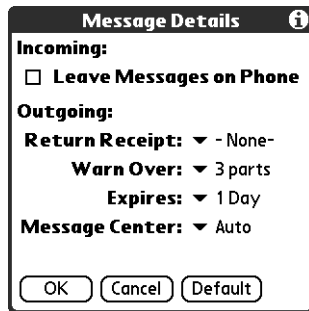 Message Details
Incoming:
Leave Messages on Phone
Outgoing:
Return Receipt: - None-
Warn Over: 3 parts
Expires: 1 Day
Message Center: Auto
OK Cancel Default